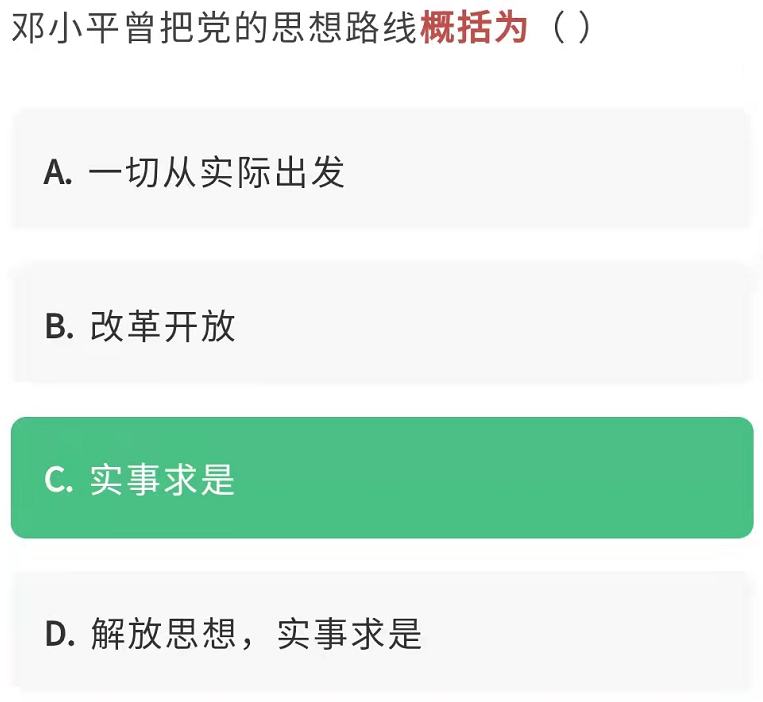 邓小平曾把党的思想路线概括为（ ）
A. 一切从实际出发
B. 改革开放
C. 实事求是
D. 解放思想，实事求是